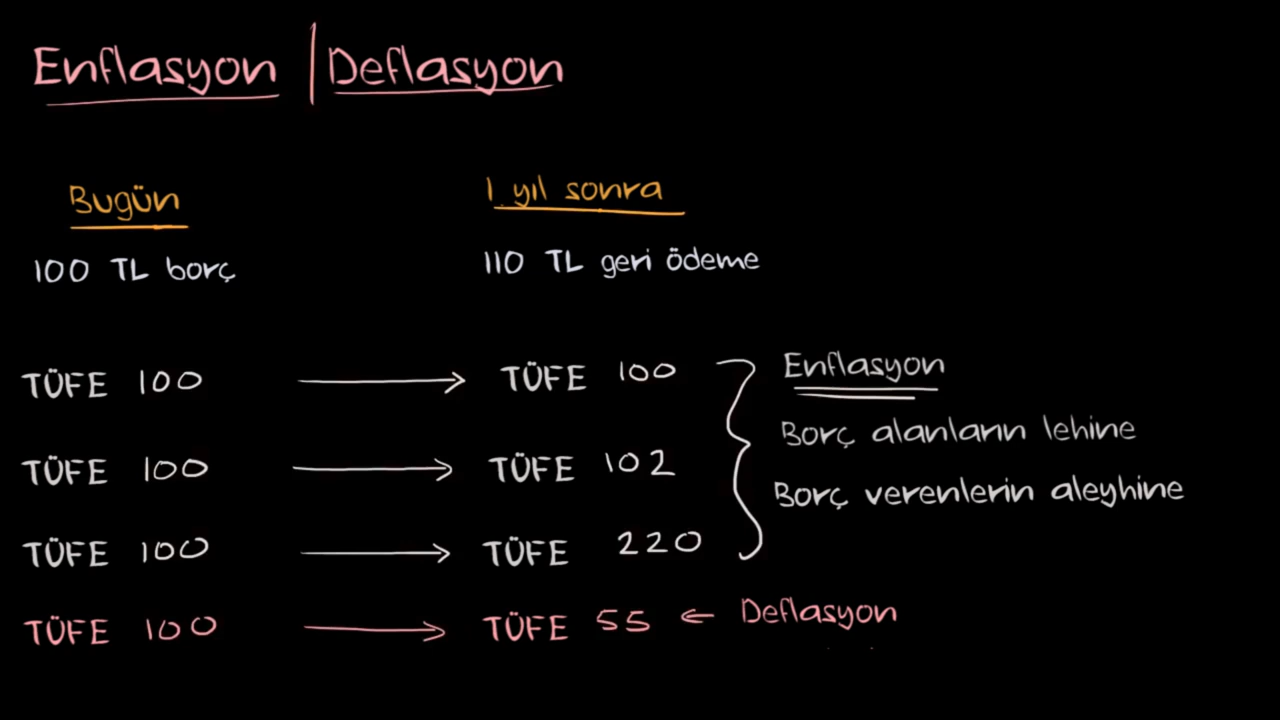 Enflasyon | Deflasyon
Bugün 1 yıl sonra
100 TL borç 110 TL geri ödeme
TÜFE 100 → TÜFE 100
Enflasyon
Borç alanların lehine
TÜFE 100 → TÜFE 102
Borç verenlerin aleyhine
TÜFE 100 → TÜFE 220
TÜFE 100 → TÜFE 55 ← Deflasyon